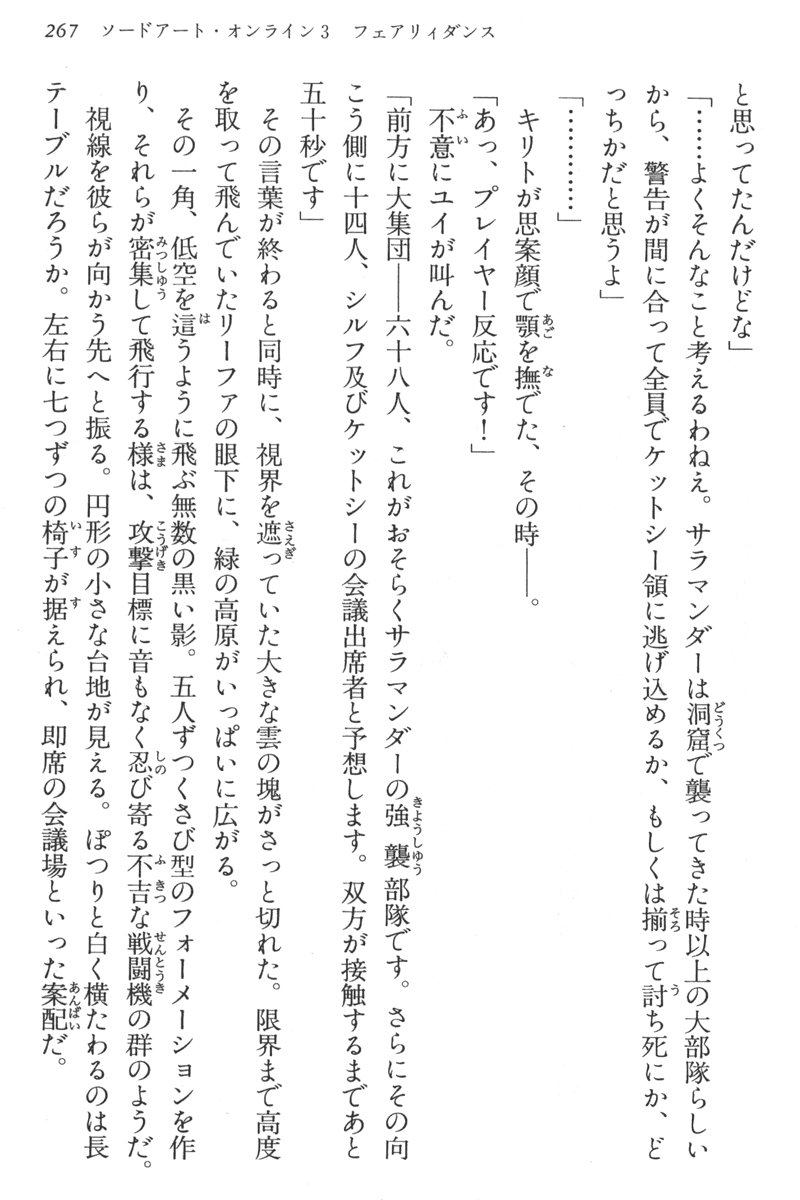 267　ソードアート・オンライン3　フェアリィダンス
と思ってたんだけどな」
「……よくそんなこと考えるわねえ。サラマンダーは洞窟で襲ってきた時以上の大部隊らしい
から、警告が間に合って全員でケットシー領に逃げ込めるか、もしくは揃って討ち死にか、ど
っちかだと思うよ」
「…………」
　キリトが思案顔で顎を撫でた、その時――。
「あっ、プレイヤー反応です！」
　不意にユイが叫んだ。
「前方に大集団――六十八人、これがおそらくサラマンダーの強襲部隊です。さらにその向
こう側に十四人、シルフ及びケットシーの会議出席者と予想します。双方が接触するまであと
五十秒です」
　その言葉が終わると同時に、視界を遮っていた大きな雲の塊がさっと切れた。限界まで高度
を取って飛んでいたリーファの眼下に、緑の高原がいっぱいに広がる。
　その一角、低空を這うように飛ぶ無数の黒い影。五人ずつくさび型のフォーメーションを作
り、それらが密集して飛行する様は、攻撃目標に音もなく忍び寄る不吉な戦闘機の群のようだ。
　視線を彼らが向かう先へと振る。円形の小さな台地が見える。ぽつりと白く横たわるのは長
テーブルだろうか。左右に七つずつの椅子が据えられ、即席の会議場といった案配だ。